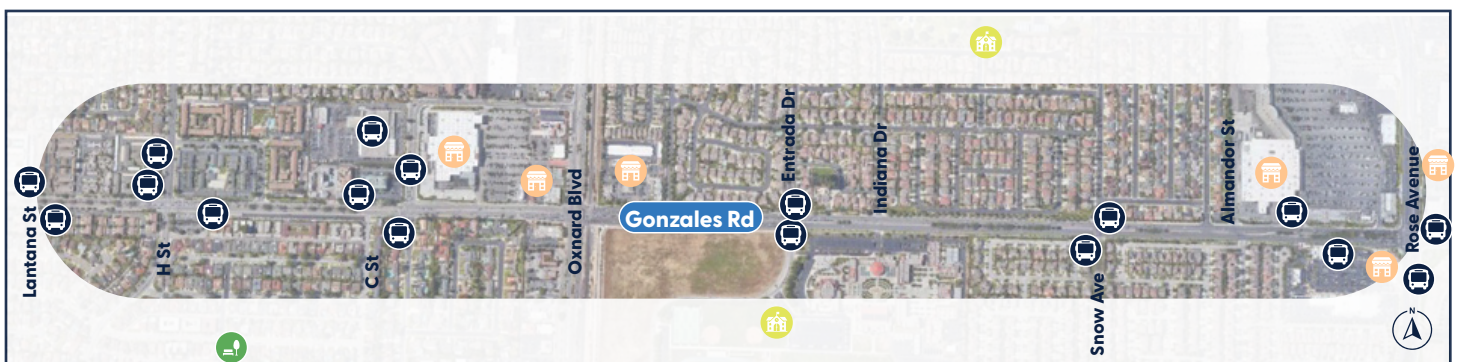 Lantana St
H St
C St
Oxnard Blvd
Gonzales Rd
Entrada Dr
Indiana Dr
Snow Ave
Almandor St
Rose Avenue
N